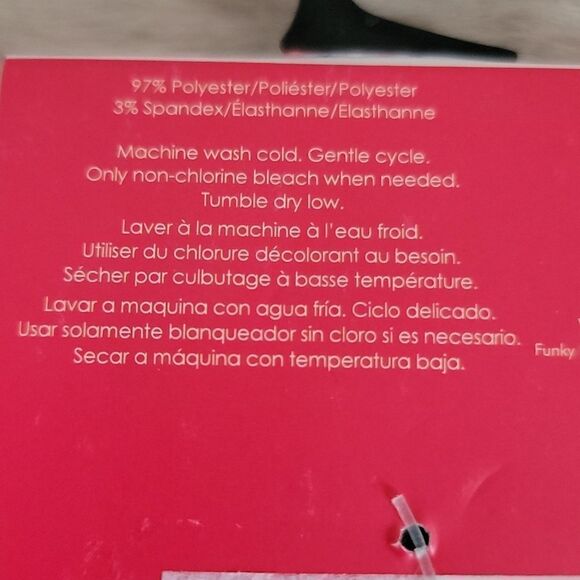 97% Polyester/Poliéster/Polyester
3% Spandex/Élasthanne/Elasthanne
Machine wash cold. Gentle cycle.
Only non-chlorine bleach when needed.
Tumble dry low.
Laver à la machine à l'eau froid.
Utiliser du chlorure décolorant au besoin.
Sécher par culbutage à basse température.
Lavar a maquina con agua fría. Ciclo delicado.
Usar solamente blanqueador sin cloro si es necesario.
Secar a máquina con temperatura baja.
Funky